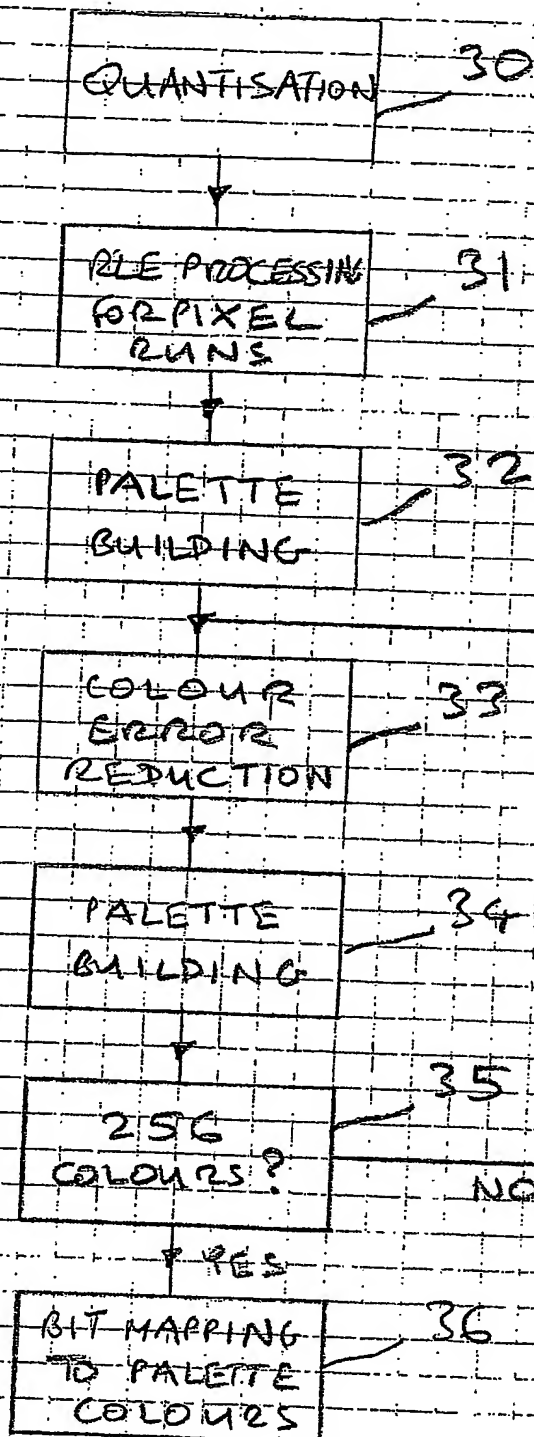 QUANTISATION 30
RLE PROCESSING 31
FOR PIXEL
RUNS
PALETTE 32
BUILDING
COLOUR 33
ERROR
REDUCTION
PALETTE 34
BUILDING
256 35
COLOURS?
NO
YES
BIT MAPPING 36
TO PALETTE
COLOURS